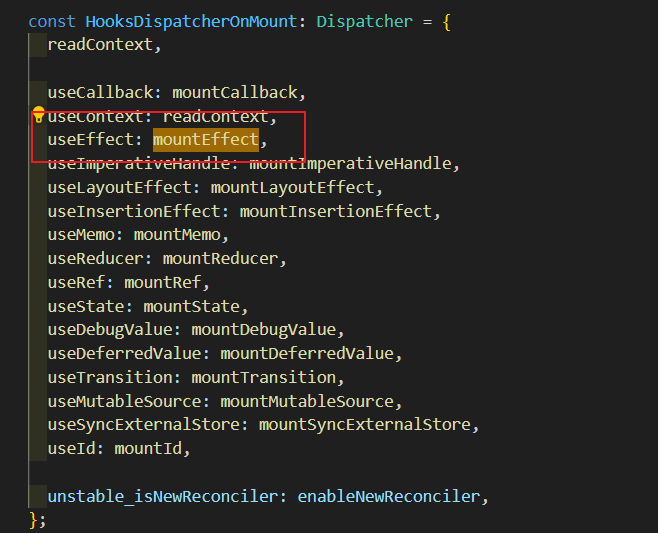 const HooksDispatcherOnMount: Dispatcher = {
readContext,
useCallback: mountCallback,
useContext: readContext,
useEffect: mountEffect,
useImperativeHandle: mountImperativeHandle,
useLayoutEffect: mountLayoutEffect,
useInsertionEffect: mountInsertionEffect,
useMemo: mountMemo,
useReducer: mountReducer,
useRef: mountRef,
useState: mountState,
useDebugValue: mountDebugValue,
useDeferredValue: mountDeferredValue,
useTransition: mountTransition,
useMutableSource: mountMutableSource,
useSyncExternalStore: mountSyncExternalStore,
useId: mountId,
unstable_isNewReconciler: enableNewReconciler,
};